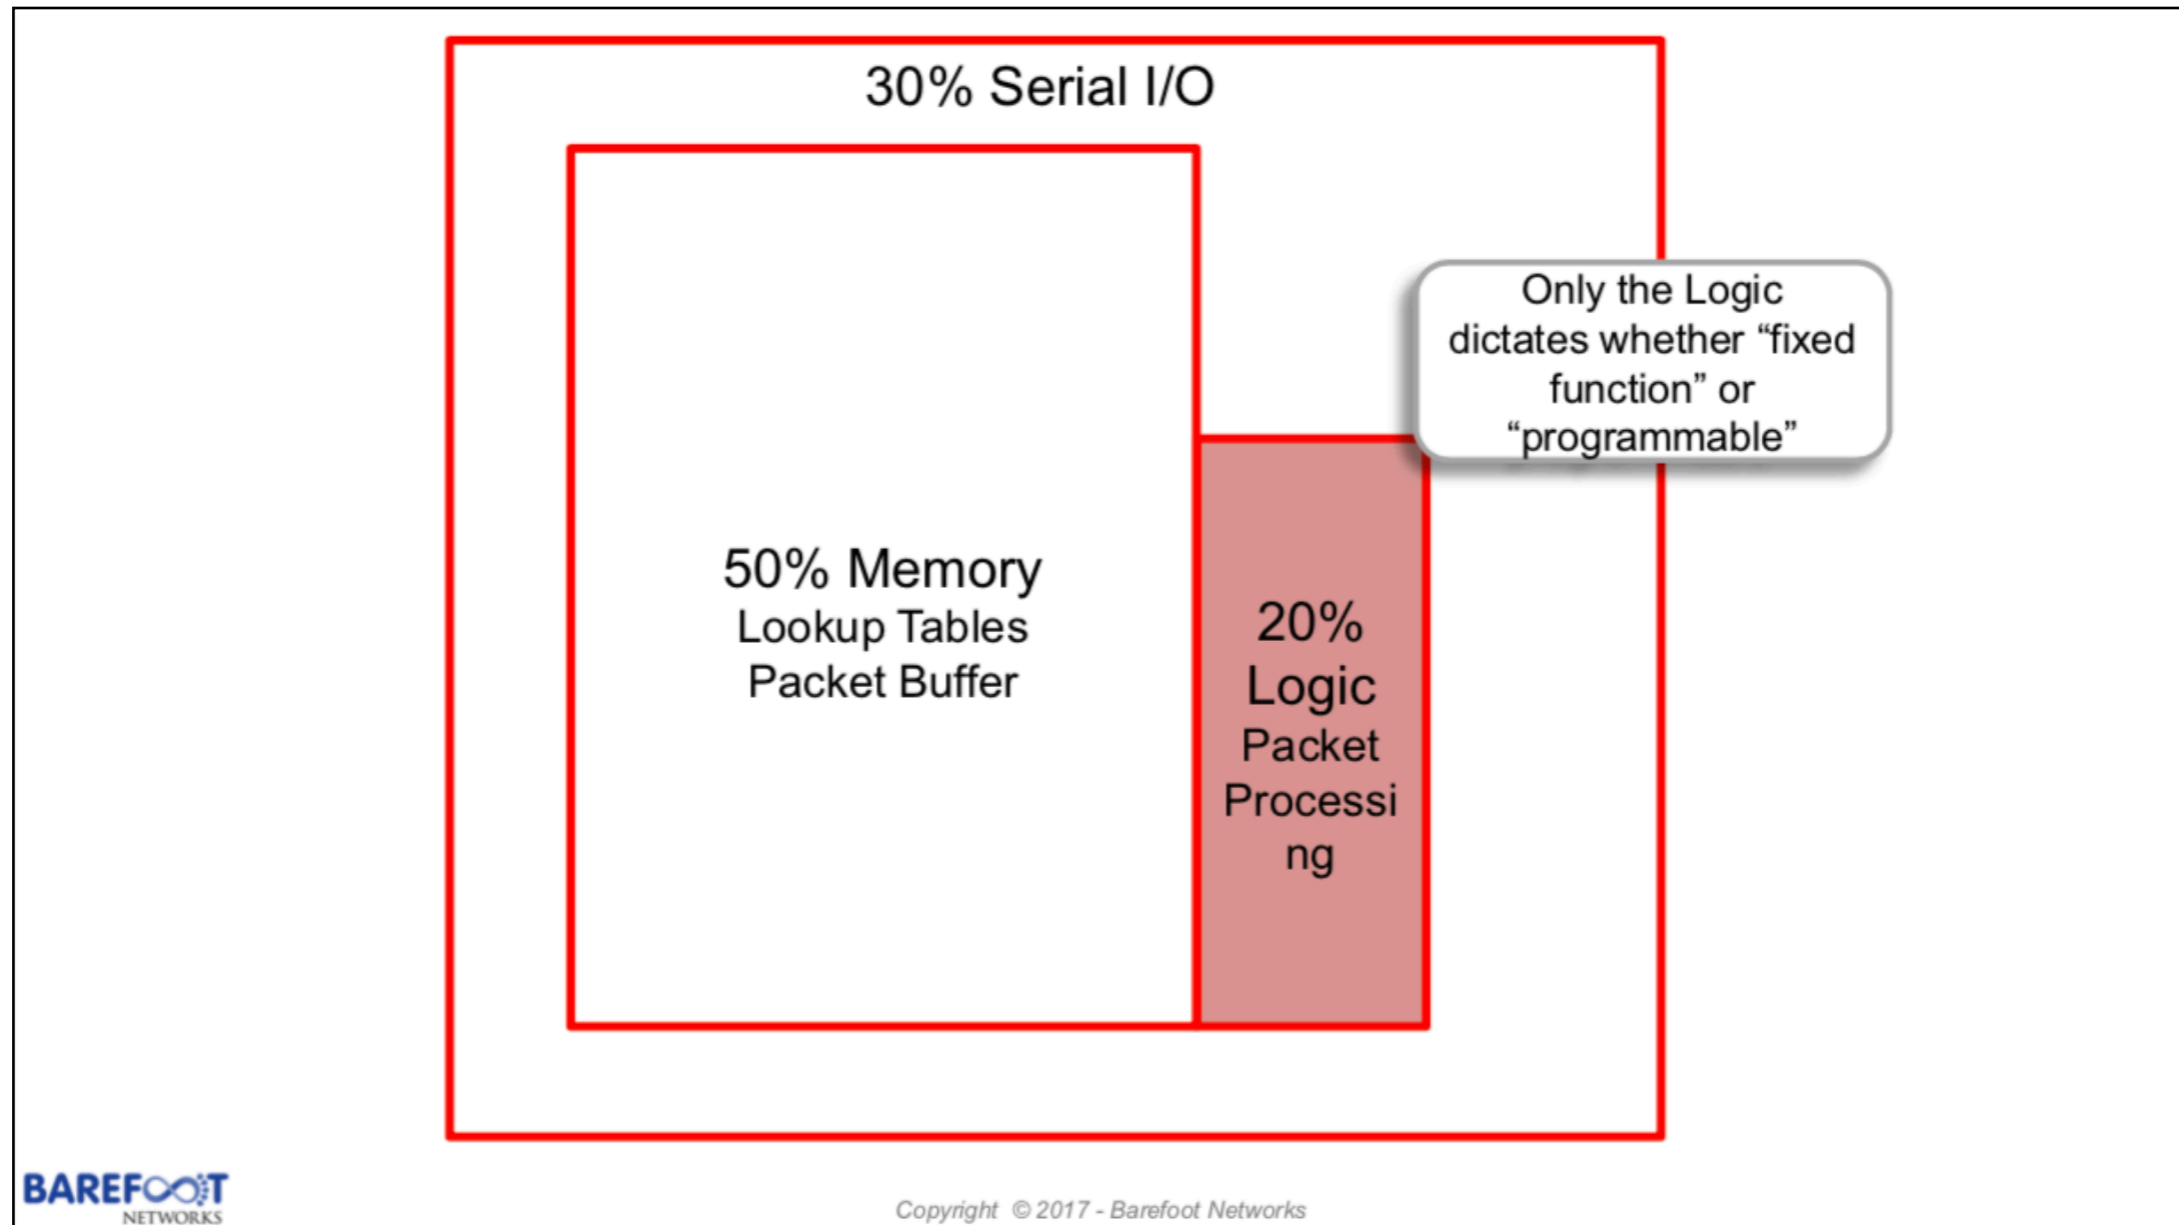 30% Serial I/O
Only the Logic
dictates whether “fixed
function” or
“programmable”
50% Memory
Lookup Tables
Packet Buffer
20%
Logic
Packet
Processi
ng
BAREFOOT
NETWORKS
Copyright © 2017 - Barefoot Networks